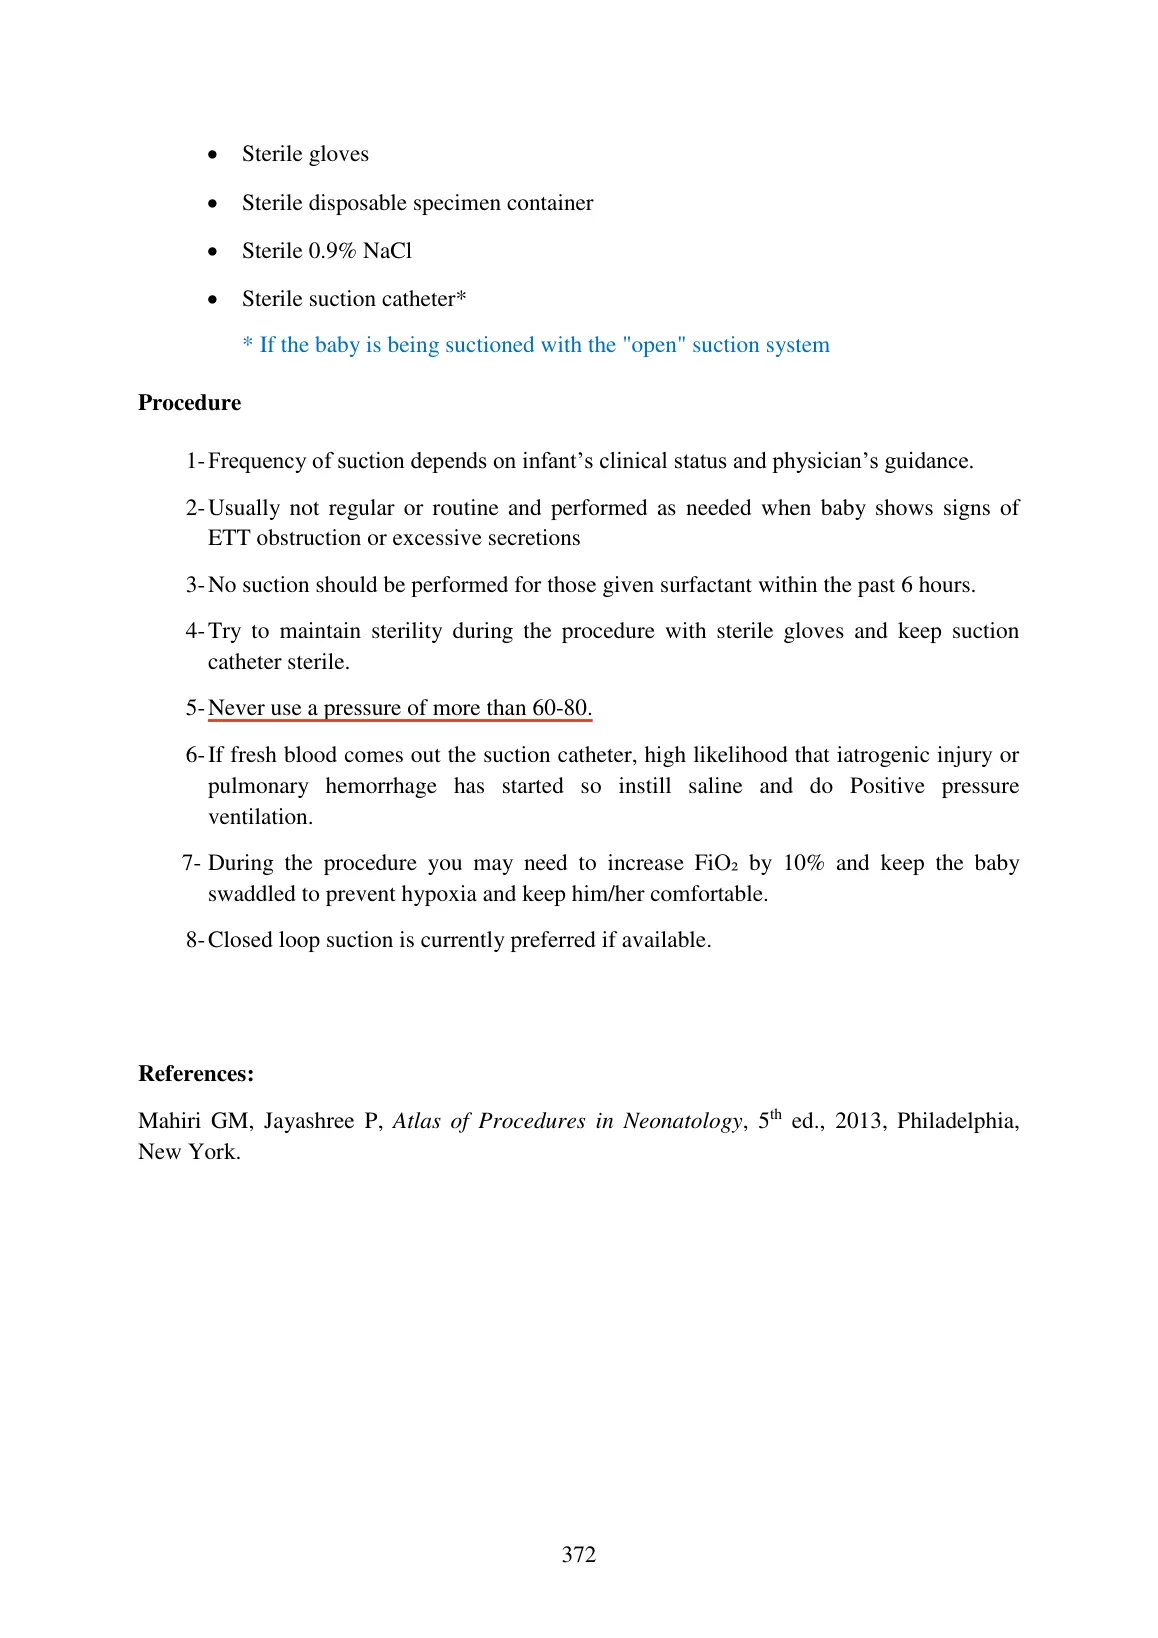 • Sterile gloves
• Sterile disposable specimen container
• Sterile 0.9% NaCl
• Sterile suction catheter*
* If the baby is being suctioned with the "open" suction system
Procedure
1- Frequency of suction depends on infant’s clinical status and physician’s guidance.
2- Usually not regular or routine and performed as needed when baby shows signs of
ETT obstruction or excessive secretions
3- No suction should be performed for those given surfactant within the past 6 hours.
4- Try to maintain sterility during the procedure with sterile gloves and keep suction
catheter sterile.
5- Never use a pressure of more than 60-80.
6- If fresh blood comes out the suction catheter, high likelihood that iatrogenic injury or
pulmonary hemorrhage has started so instill saline and do Positive pressure
ventilation.
7- During the procedure you may need to increase FiO₂ by 10% and keep the baby
swaddled to prevent hypoxia and keep him/her comfortable.
8- Closed loop suction is currently preferred if available.
References:
Mahiri GM, Jayashree P, Atlas of Procedures in Neonatology, 5th ed., 2013, Philadelphia,
New York.
372